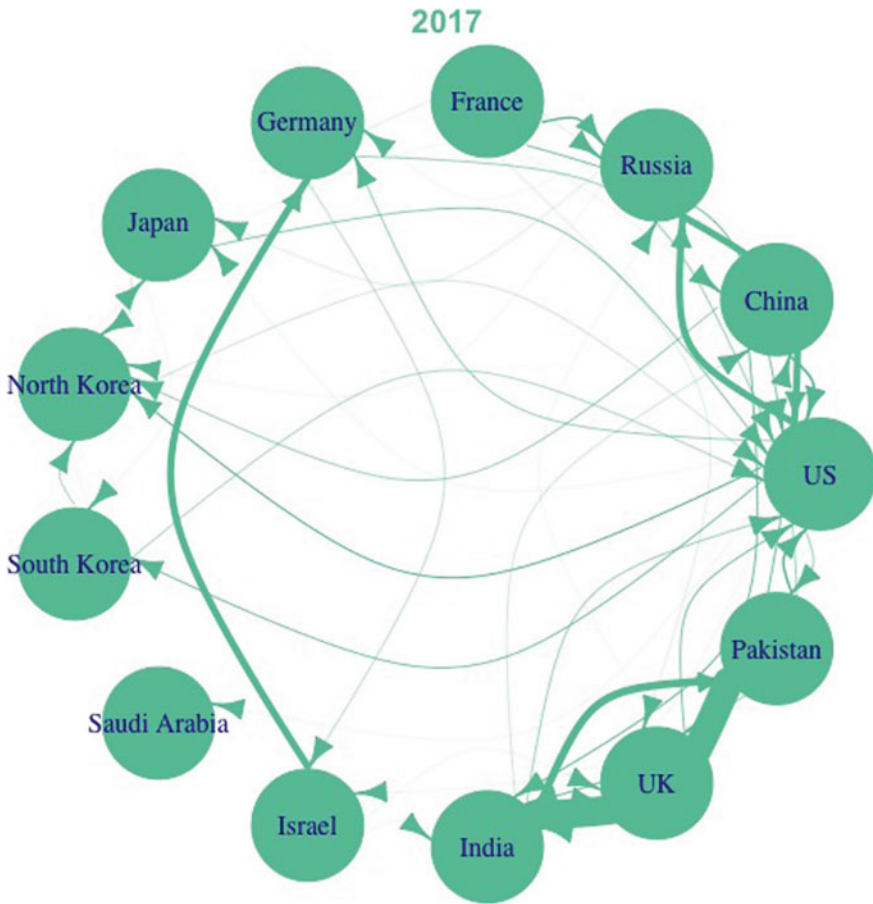 2017
France
Germany
Russia
Japan
China
North Korea
US
South Korea
Pakistan
Saudi Arabia
UK
Israel
India